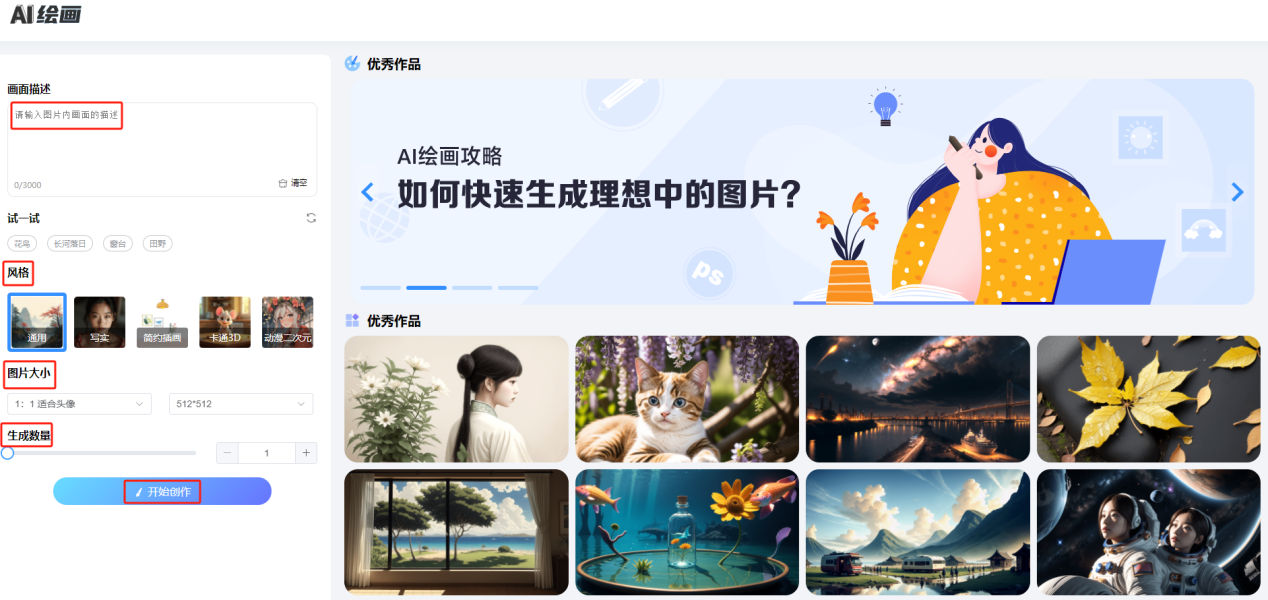 AI绘画
画面描述
请输入图片内画面的描述
0/3000
清空
试一试
花鸟
长河落日
窗台
田野
风格
通用
写实
简约插画
卡通3D
动漫二次元
图片大小
1：1 适合头像
512*512
生成数量
1
开始创作
优秀作品
AI绘画攻略
如何快速生成理想中的图片？
Ps
优秀作品